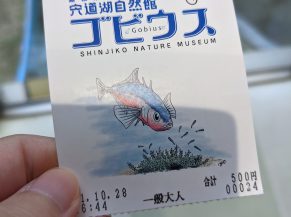 宍道湖自然館
ゴビウス
Gobius
SHINJIKO NATURE MUSEUM
.10.28
:44
一般大人
合計 500円
00024